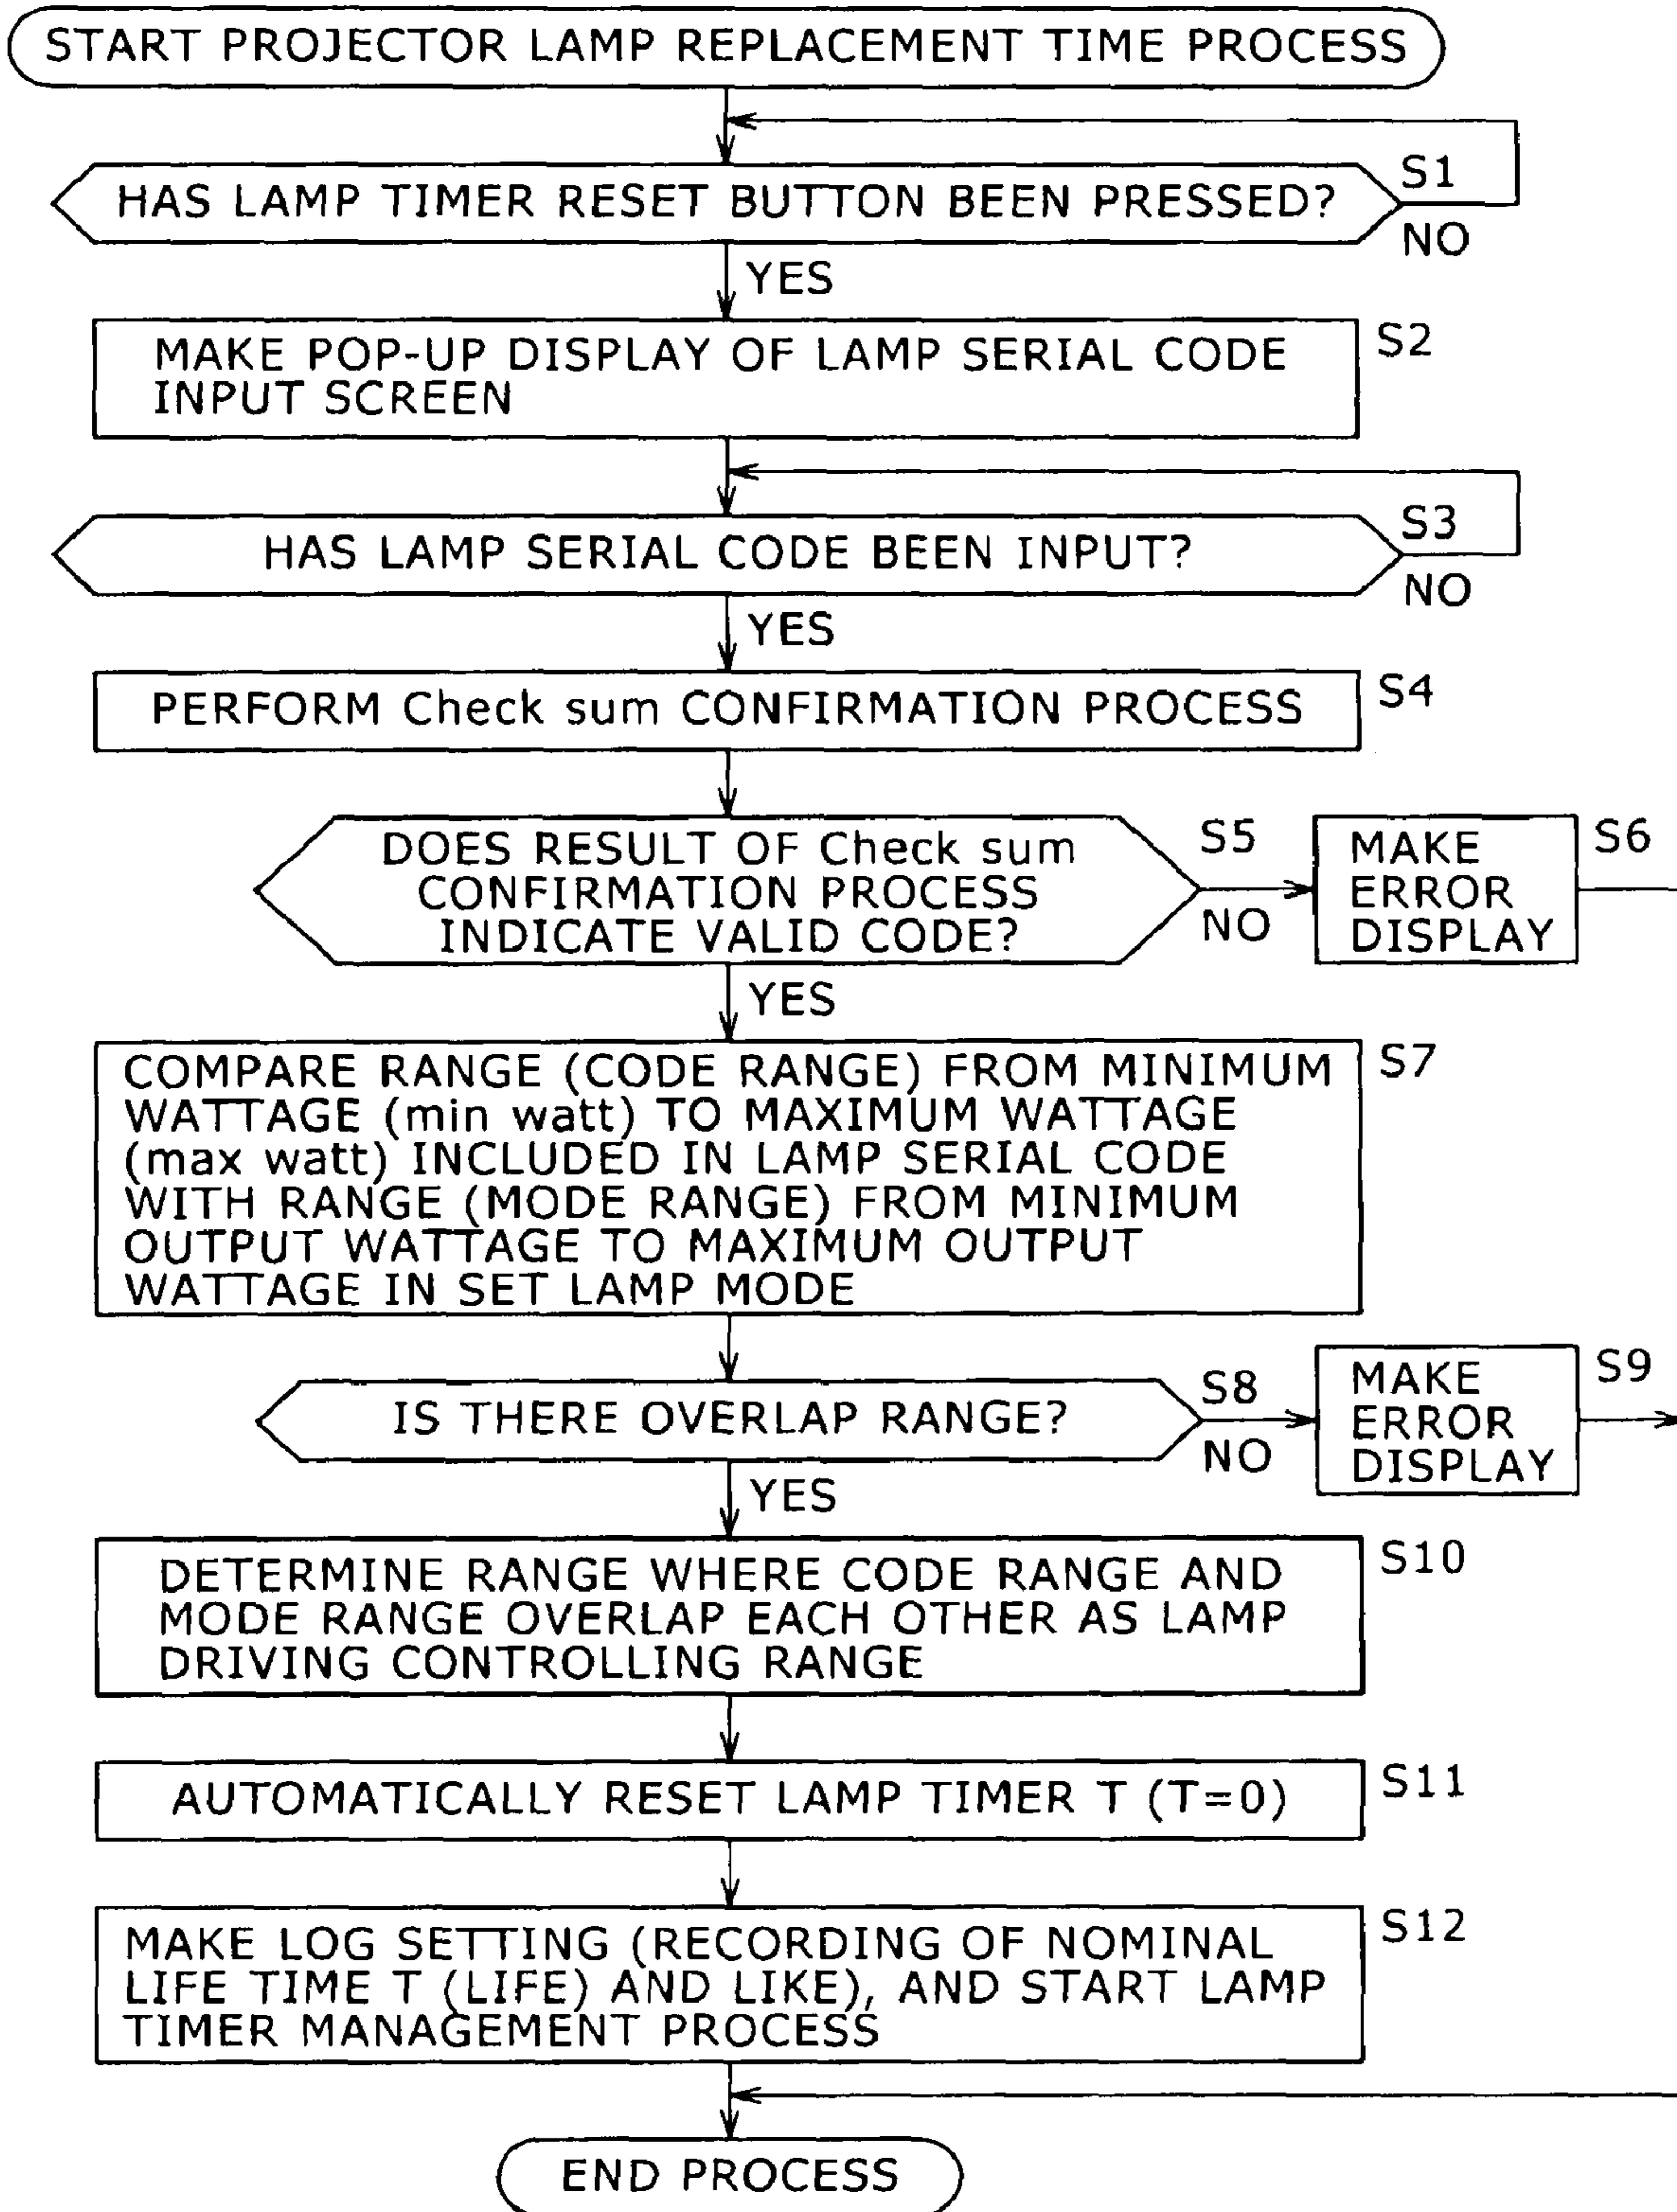 START PROJECTOR LAMP REPLACEMENT TIME PROCESS
HAS LAMP TIMER RESET BUTTON BEEN PRESSED?
S1
NO
YES
MAKE POP-UP DISPLAY OF LAMP SERIAL CODE
INPUT SCREEN
S2
HAS LAMP SERIAL CODE BEEN INPUT?
S3
NO
YES
PERFORM Check sum CONFIRMATION PROCESS
S4
DOES RESULT OF Check sum
CONFIRMATION PROCESS
INDICATE VALID CODE?
S5
NO
MAKE
ERROR
DISPLAY
S6
YES
COMPARE RANGE (CODE RANGE) FROM MINIMUM
WATTAGE (min watt) TO MAXIMUM WATTAGE
(max watt) INCLUDED IN LAMP SERIAL CODE
WITH RANGE (MODE RANGE) FROM MINIMUM
OUTPUT WATTAGE TO MAXIMUM OUTPUT
WATTAGE IN SET LAMP MODE
S7
IS THERE OVERLAP RANGE?
S8
NO
MAKE
ERROR
DISPLAY
S9
YES
DETERMINE RANGE WHERE CODE RANGE AND
MODE RANGE OVERLAP EACH OTHER AS LAMP
DRIVING CONTROLLING RANGE
S10
AUTOMATICALLY RESET LAMP TIMER T (T=0)
S11
MAKE LOG SETTING (RECORDING OF NOMINAL
LIFE TIME T (LIFE) AND LIKE), AND START LAMP
TIMER MANAGEMENT PROCESS
S12
END PROCESS